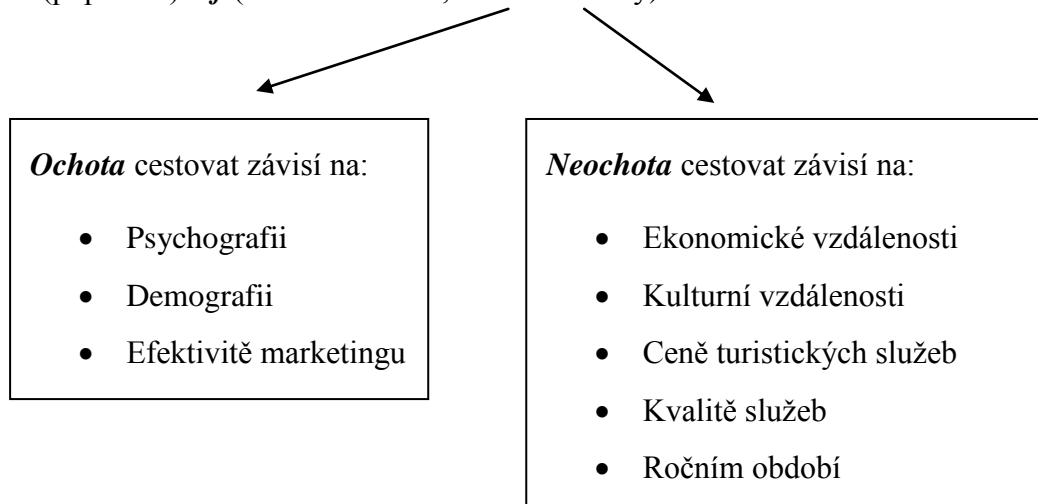 Ochota cestovat závisí na:
• Psychografii
• Demografii
• Efektivitě marketingu
Neochota cestovat závisí na:
• Ekonomické vzdálenosti
• Kulturní vzdálenosti
• Ceně turistických služeb
• Kvalitě služeb
• Ročním období